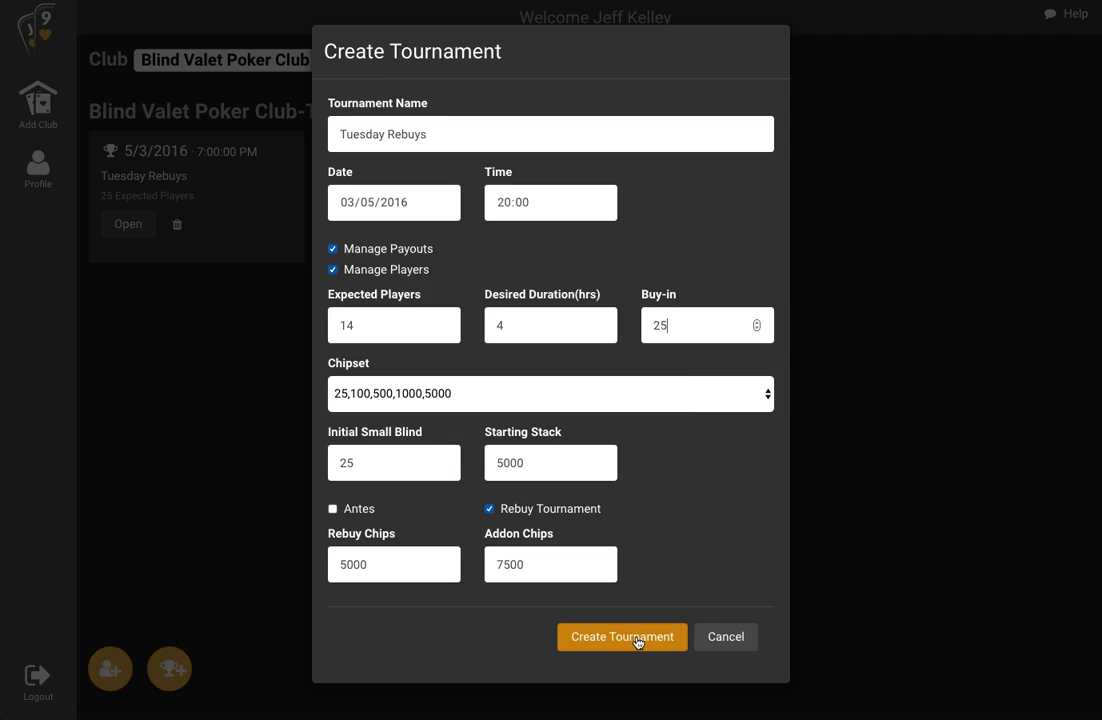 Welcome Jeff Kelley
Help
J 9
Club Blind Valet Poker Club
Add Club
Blind Valet Poker Club-T
5/3/2016 · 7:00:00 PM
Profile
Tuesday Rebuys
25 Expected Players
Open
Create Tournament
Tournament Name
Tuesday Rebuys
Date Time
03/05/2016 20:00
Manage Payouts
Manage Players
Expected Players Desired Duration(hrs) Buy-in
14 4 25
Chipset
25,100,500,1000,5000
Initial Small Blind Starting Stack
25 5000
Antes Rebuy Tournament
Rebuy Chips Addon Chips
5000 7500
Create Tournament Cancel
Logout